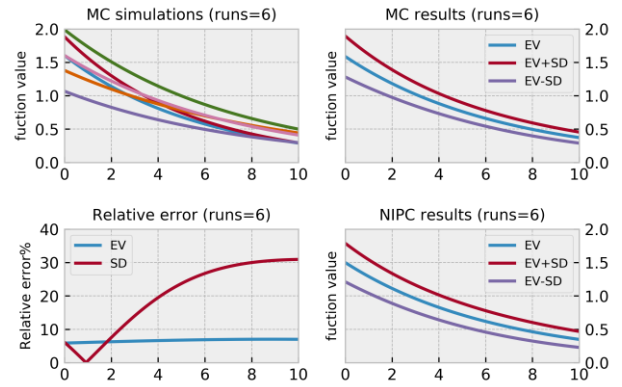 MC simulations (runs=6)
fuction value
2.0
1.5
1.0
0.5
0.0
0 2 4 6 8 10
MC results (runs=6)
EV
EV+SD
EV-SD
fuction value
2.0
1.5
1.0
0.5
0.0
0 2 4 6 8 10
Relative error (runs=6)
EV
SD
Relative error%
40
30
20
10
0
0 2 4 6 8 10
NIPC results (runs=6)
EV
EV+SD
EV-SD
fuction value
2.0
1.5
1.0
0.5
0.0
0 2 4 6 8 10